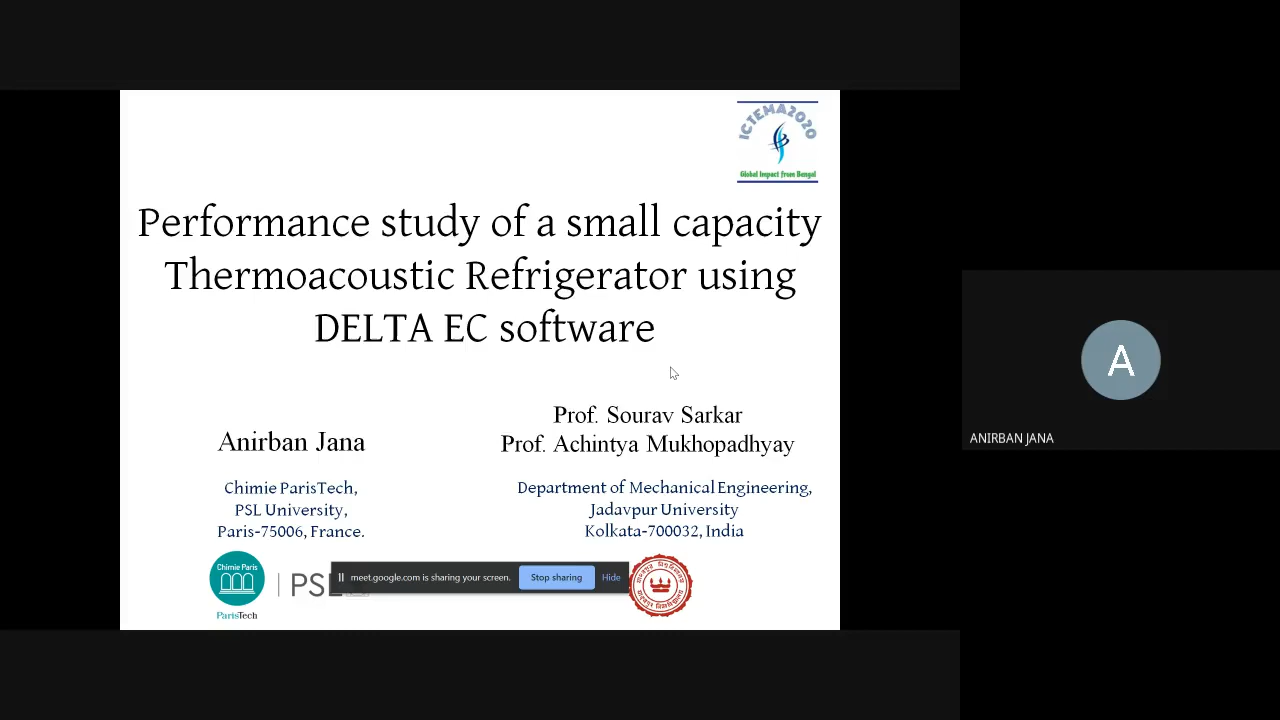 ICTEMA2020
Global Impact from Bengal
Performance study of a small capacity
Thermoacoustic Refrigerator using
DELTA EC software
Anirban Jana
Chimie ParisTech,
PSL University,
Paris-75006, France.
Prof. Sourav Sarkar
Prof. Achintya Mukhopadhyay
Department of Mechanical Engineering,
Jadavpur University
Kolkata-700032, India
Chimie Paris
ParisTech
PSL
meet.google.com is sharing your screen.
Stop sharing
Hide
A
ANIRBAN JANA